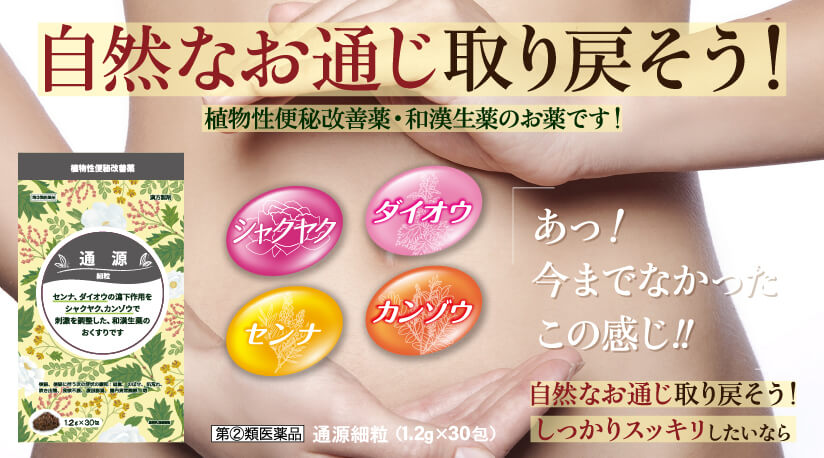 自然なお通じ取り戻そう！
植物性便秘改善薬・和漢生薬のお薬です！
植物性便秘改善薬
第②類医薬品
漢方製剤
通源
細粒
センナ、ダイオウの瀉下作用を
シャクヤク、カンゾウで
刺激を調整した、和漢生薬の
おくすりです
1.2g×30包
シャクヤク
ダイオウ
センナ
カンゾウ
あっ！
今までなかった
この感じ!!
自然なお通じ取り戻そう！
しっかりスッキリしたいなら
第②類医薬品 通源細粒（1.2g×30包）